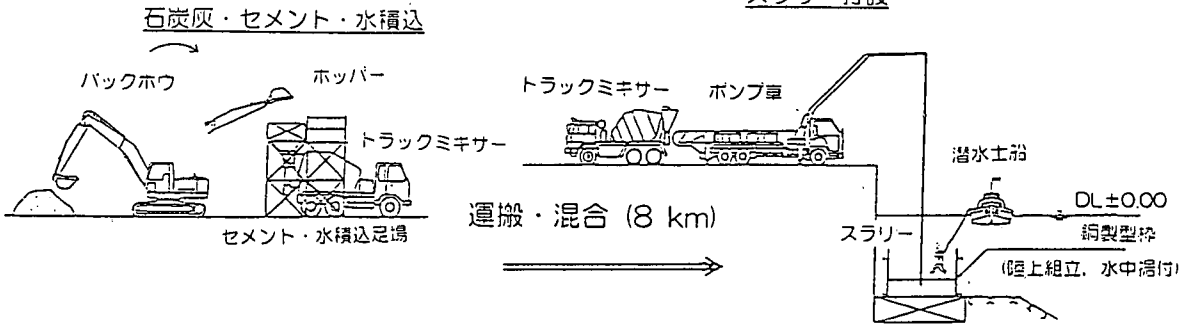 石炭灰・セメント・水積込
バックホウ
ホッパー
トラックミキサー
セメント・水積込足場
運搬・混合 (8 km)
トラックミキサー
ポンプ車
潜水士船
DL±0.00
スラリー
鋼製型枠
(陸上組立、水中据付)